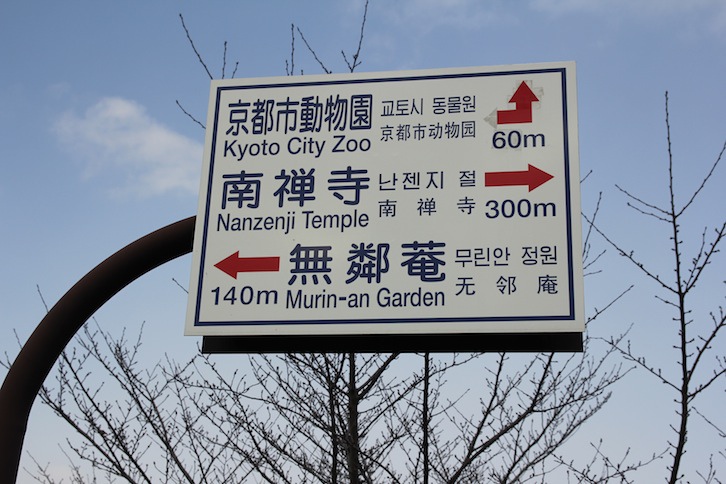 京都市動物園 교토시 동물원
Kyoto City Zoo 京都市动物园 60m
南禅寺 난젠지 절
Nanzenji Temple 南禅寺 300m
無鄰菴 무린안 정원
140m Murin-an Garden 无邻庵